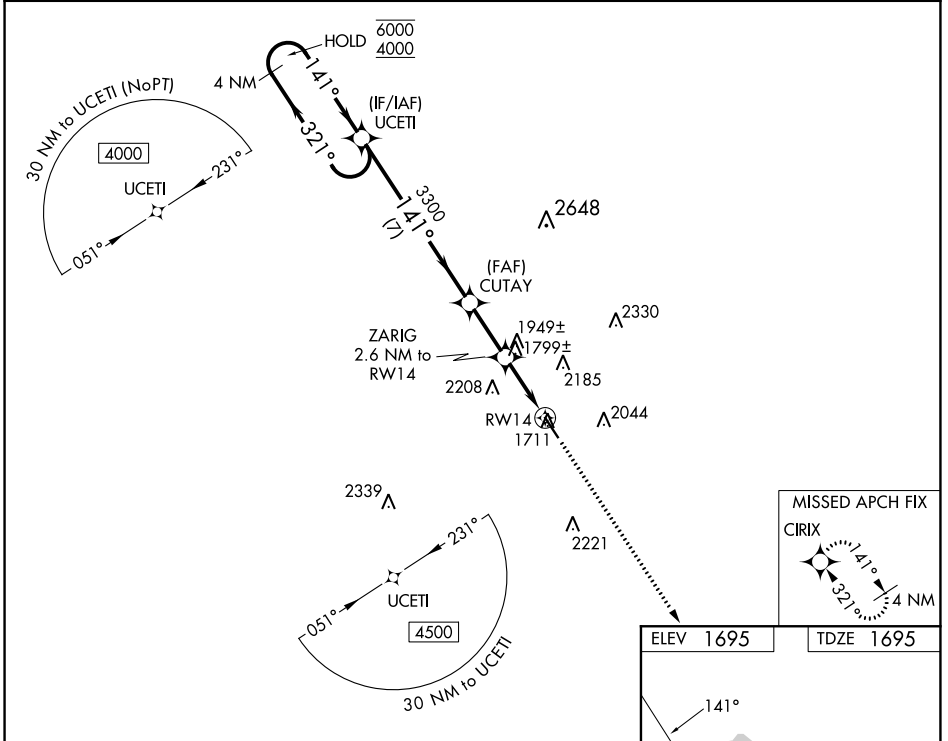 HOLD 6000
4000
4 NM
141°
321°
(IF/IAF)
UCETI
30 NM to UCETI (NoPT)
4000
UCETI
231°
051°
3300
141°
(7)
2648
(FAF)
CUTAY
2330
ZARIG
2.6 NM to
RW14
1949±
1799±
2185
2208
RW14
1711
2044
2339
2221
231°
051°
UCETI
4500
30 NM to UCETI
MISSED APCH FIX
CIRIX
141°
321°
4 NM
ELEV 1695
TDZE 1695
141°